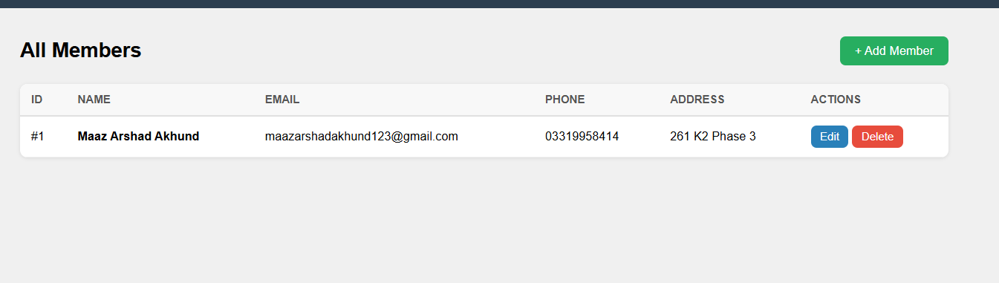 All Members
+ Add Member
ID NAME EMAIL PHONE ADDRESS ACTIONS
#1 Maaz Arshad Akhund maazarshadakhund123@gmail.com 03319958414 261 K2 Phase 3 Edit Delete